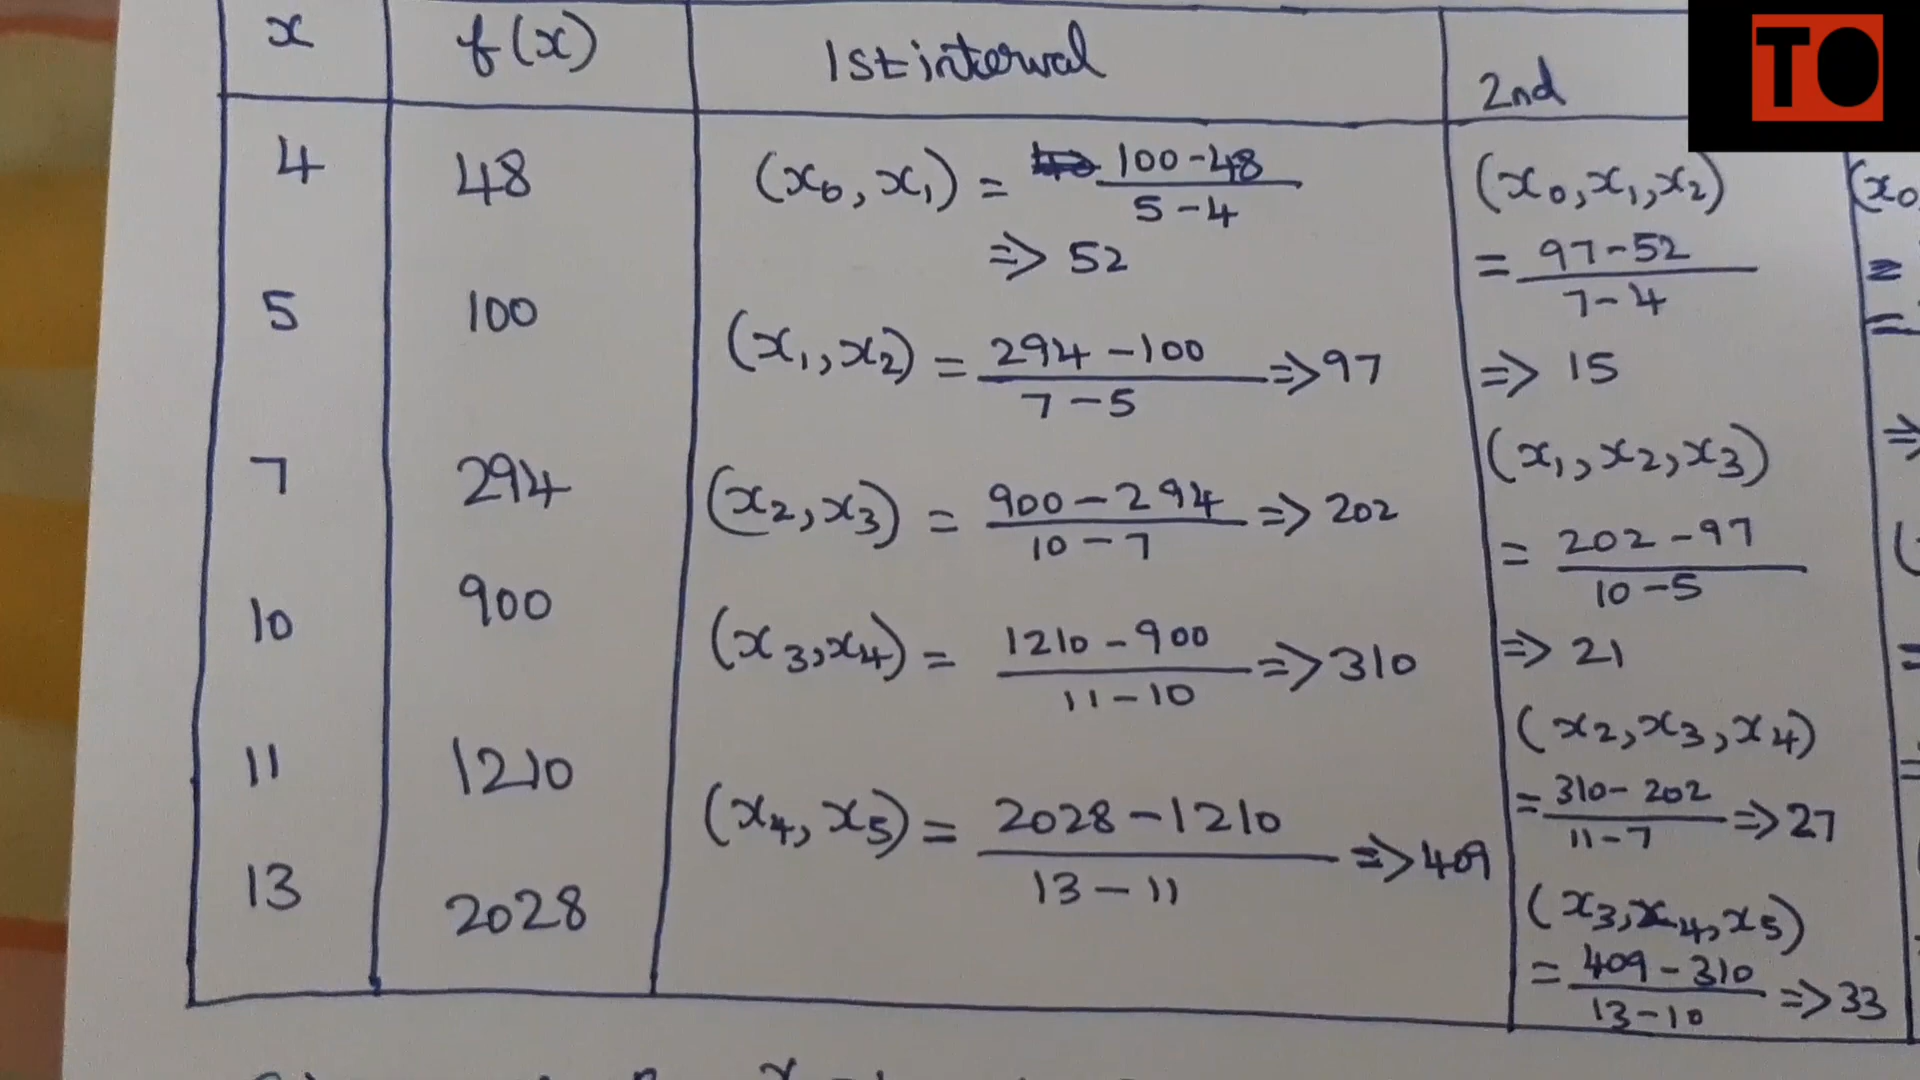 x f(x) 1st interval 2nd
TO
4 48 (x₀, x₁) = 100-48 / 5-4
⇒ 52
5 100 (x₁, x₂) = 294-100 / 7-5 ⇒ 97
7 294 (x₂, x₃) = 900-294 / 10-7 ⇒ 202
10 900 (x₃, x₄) = 1210-900 / 11-10 ⇒ 310
11 1210 (x₄, x₅) = 2028-1210 / 13-11 ⇒ 409
13 2028
(x₀, x₁, x₂)
= 97-52 / 7-4
⇒ 15
(x₁, x₂, x₃)
= 202-97 / 10-5
⇒ 21
(x₂, x₃, x₄)
= 310-202 / 11-7 ⇒ 27
(x₃, x₄, x₅)
= 409-310 / 13-10 ⇒ 33
(x₀,
=
=
⇒
(
=
=